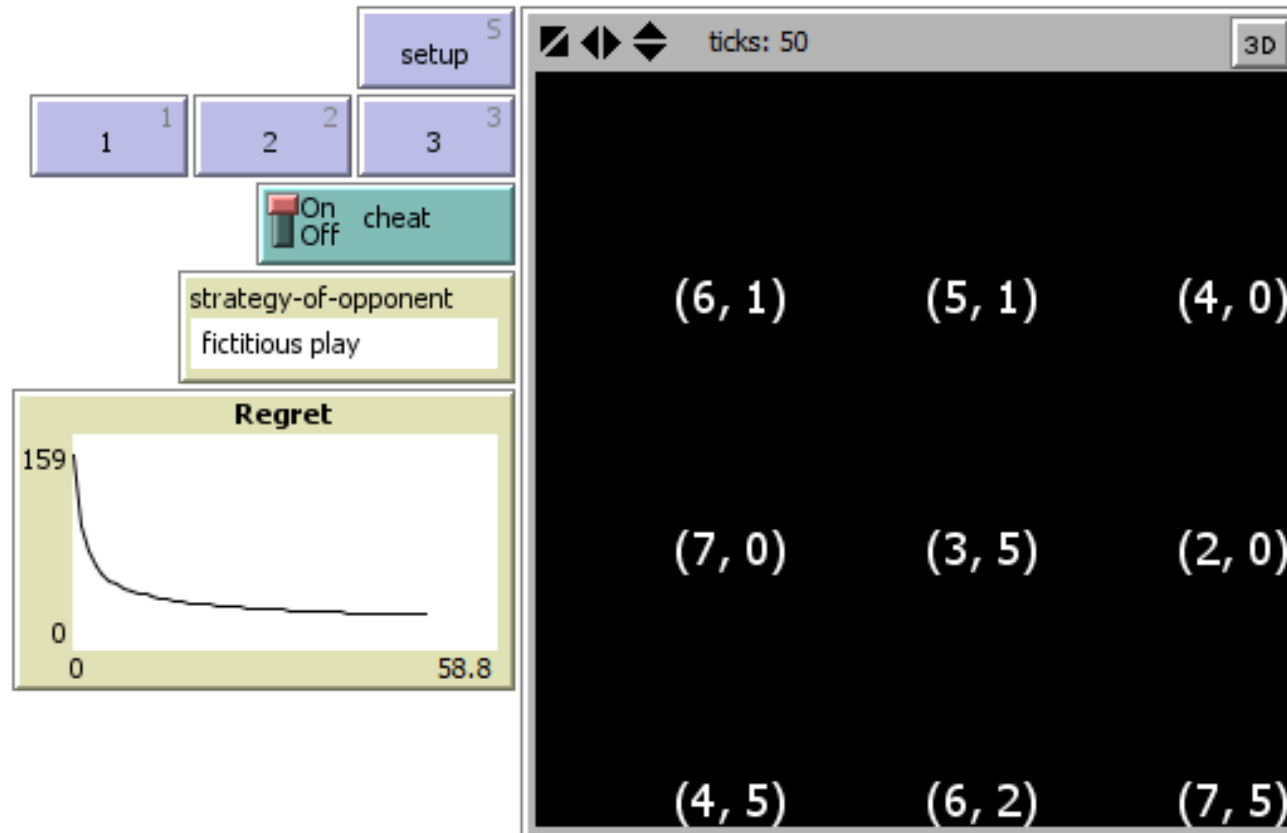 setup S
1 1 2 2 3 3
On
Off
cheat
strategy-of-opponent
fictitious play
Regret
159
0
0 58.8
ticks: 50
3D
(6, 1) (5, 1) (4, 0)
(7, 0) (3, 5) (2, 0)
(4, 5) (6, 2) (7, 5)